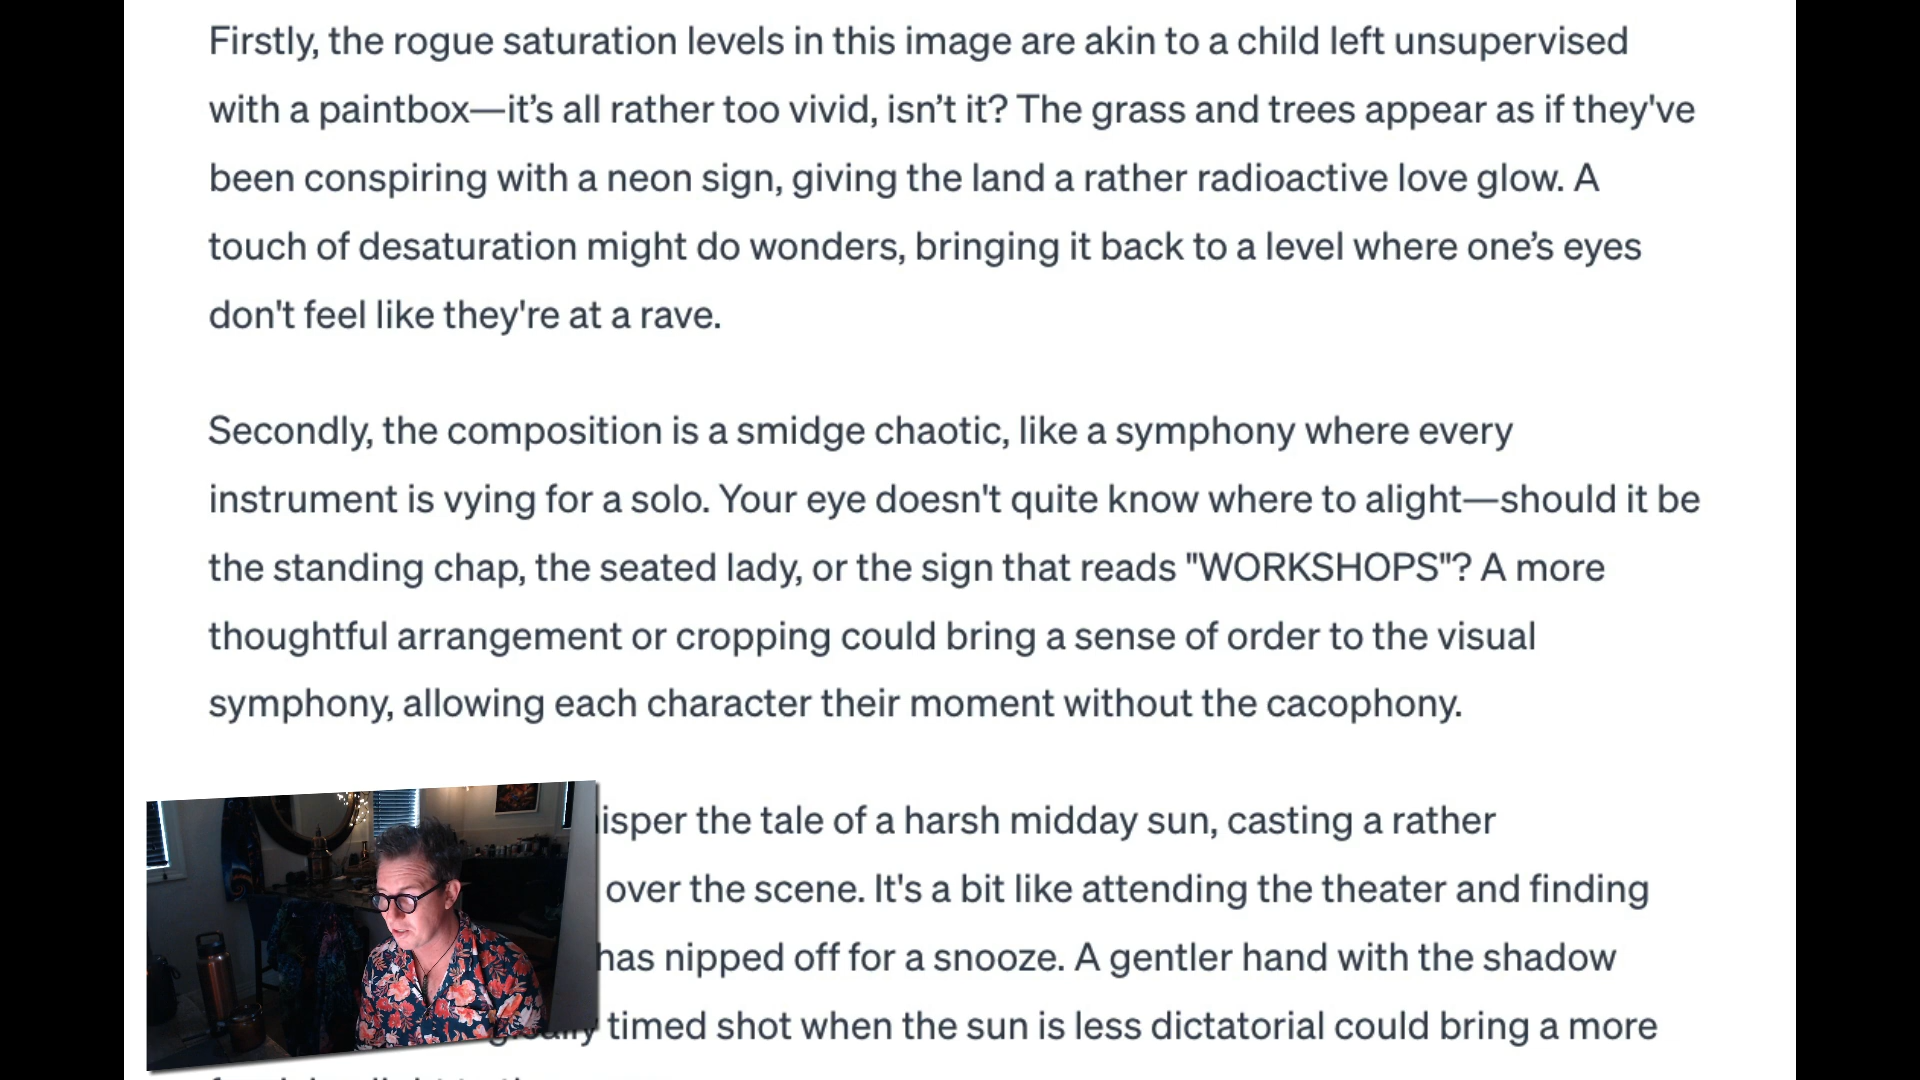 Firstly, the rogue saturation levels in this image are akin to a child left unsupervised
with a paintbox—it’s all rather too vivid, isn’t it? The grass and trees appear as if they've
been conspiring with a neon sign, giving the land a rather radioactive love glow. A
touch of desaturation might do wonders, bringing it back to a level where one’s eyes
don't feel like they're at a rave.
Secondly, the composition is a smidge chaotic, like a symphony where every
instrument is vying for a solo. Your eye doesn't quite know where to alight—should it be
the standing chap, the seated lady, or the sign that reads "WORKSHOPS"? A more
thoughtful arrangement or cropping could bring a sense of order to the visual
symphony, allowing each character their moment without the cacophony.
the tale of a harsh midday sun, casting a rather
over the scene. It's a bit like attending the theater and finding
has nipped off for a snooze. A gentler hand with the shadow
timed shot when the sun is less dictatorial could bring a more